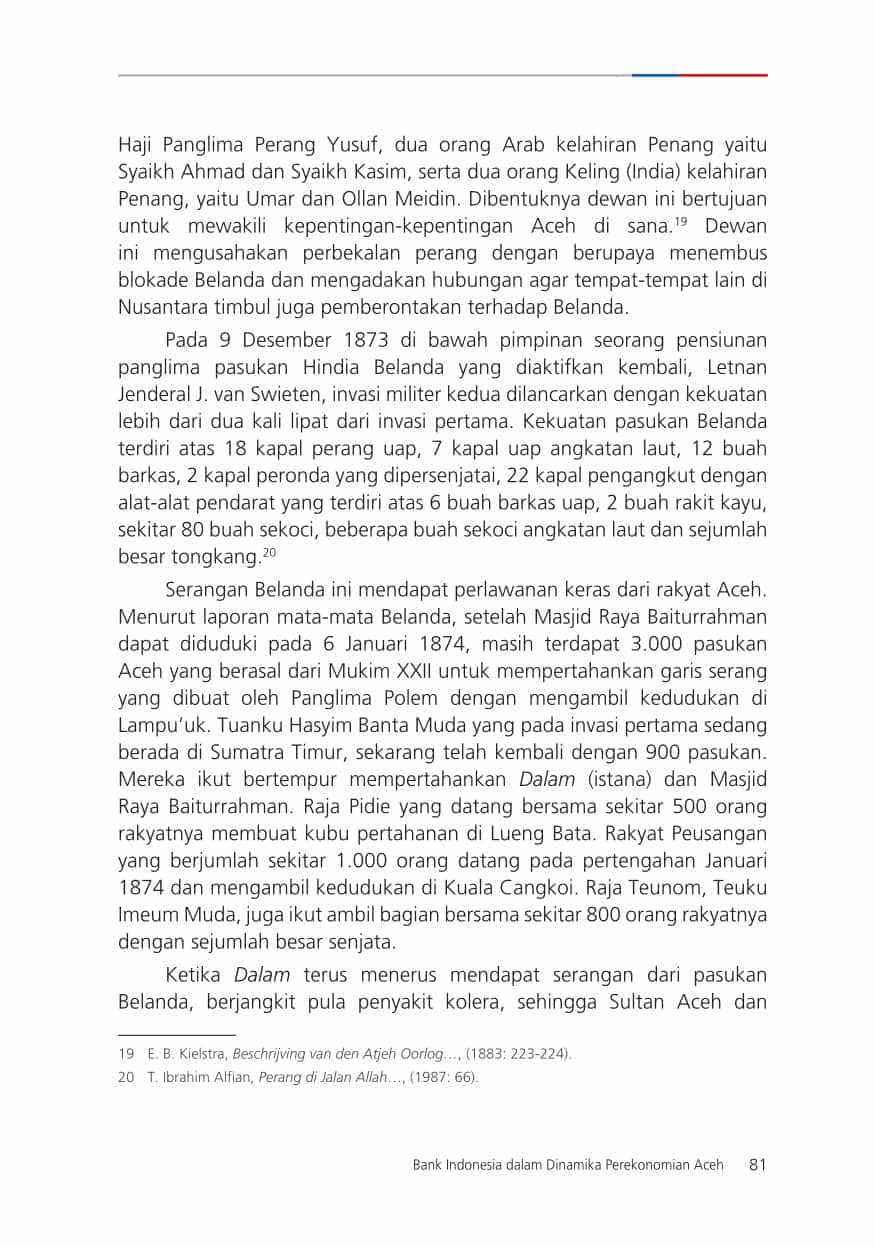 Haji Panglima Perang Yusuf, dua orang Arab kelahiran Penang yaitu
Syaikh Ahmad dan Syaikh Kasim, serta dua orang Keling (India) kelahiran
Penang, yaitu Umar dan Ollan Meidin. Dibentuknya dewan ini bertujuan
untuk mewakili kepentingan-kepentingan Aceh di sana.19 Dewan
ini mengusahakan perbekalan perang dengan berupaya menembus
blokade Belanda dan mengadakan hubungan agar tempat-tempat lain di
Nusantara timbul juga pemberontakan terhadap Belanda.
Pada 9 Desember 1873 di bawah pimpinan seorang pensiunan
panglima pasukan Hindia Belanda yang diaktifkan kembali, Letnan
Jenderal J. van Swieten, invasi militer kedua dilancarkan dengan kekuatan
lebih dari dua kali lipat dari invasi pertama. Kekuatan pasukan Belanda
terdiri atas 18 kapal perang uap, 7 kapal uap angkatan laut, 12 buah
barkas, 2 kapal peronda yang dipersenjatai, 22 kapal pengangkut dengan
alat-alat pendarat yang terdiri atas 6 buah barkas uap, 2 buah rakit kayu,
sekitar 80 buah sekoci, beberapa buah sekoci angkatan laut dan sejumlah
besar tongkang.20
Serangan Belanda ini mendapat perlawanan keras dari rakyat Aceh.
Menurut laporan mata-mata Belanda, setelah Masjid Raya Baiturrahman
dapat diduduki pada 6 Januari 1874, masih terdapat 3.000 pasukan
Aceh yang berasal dari Mukim XXII untuk mempertahankan garis serang
yang dibuat oleh Panglima Polem dengan mengambil kedudukan di
Lampu’uk. Tuanku Hasyim Banta Muda yang pada invasi pertama sedang
berada di Sumatra Timur, sekarang telah kembali dengan 900 pasukan.
Mereka ikut bertempur mempertahankan Dalam (istana) dan Masjid
Raya Baiturrahman. Raja Pidie yang datang bersama sekitar 500 orang
rakyatnya membuat kubu pertahanan di Lueng Bata. Rakyat Peusangan
yang berjumlah sekitar 1.000 orang datang pada pertengahan Januari
1874 dan mengambil kedudukan di Kuala Cangkoi. Raja Teunom, Teuku
Imeum Muda, juga ikut ambil bagian bersama sekitar 800 orang rakyatnya
dengan sejumlah besar senjata.
Ketika Dalam terus menerus mendapat serangan dari pasukan
Belanda, berjangkit pula penyakit kolera, sehingga Sultan Aceh dan
19 E. B. Kielstra, Beschrijving van den Atjeh Oorlog…, (1883: 223-224).
20 T. Ibrahim Alfian, Perang di Jalan Allah…, (1987: 66).
Bank Indonesia dalam Dinamika Perekonomian Aceh 81